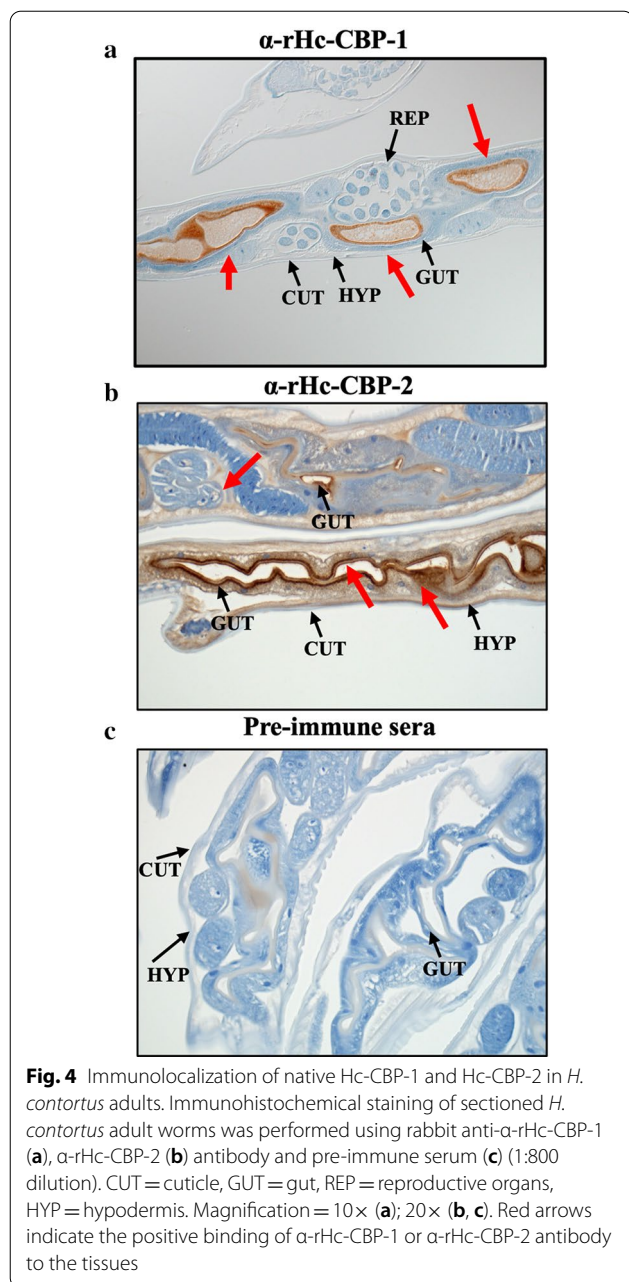 a
α-rHc-CBP-1
REP
CUT
HYP
GUT
b
α-rHc-CBP-2
GUT
GUT
CUT
HYP
c
Pre-immune sera
CUT
HYP
GUT
Fig. 4 Immunolocalization of native Hc-CBP-1 and Hc-CBP-2 in H.
contortus adults. Immunohistochemical staining of sectioned H.
contortus adult worms was performed using rabbit anti-α-rHc-CBP-1
(a), α-rHc-CBP-2 (b) antibody and pre-immune serum (c) (1:800
dilution). CUT = cuticle, GUT = gut, REP = reproductive organs,
HYP = hypodermis. Magnification = 10× (a); 20× (b, c). Red arrows
indicate the positive binding of α-rHc-CBP-1 or α-rHc-CBP-2 antibody
to the tissues